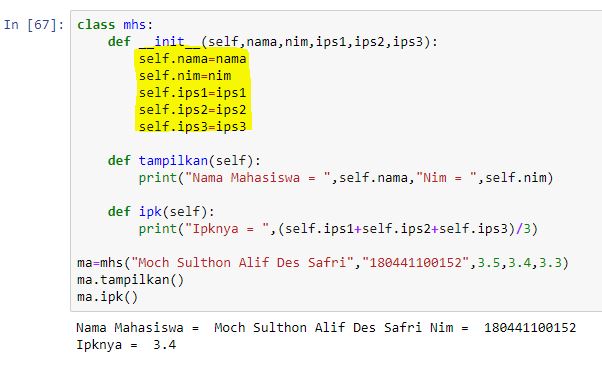 In [67]: class mhs:
def __init__(self,nama,nim,ips1,ips2,ips3):
self.nama=nama
self.nim=nim
self.ips1=ips1
self.ips2=ips2
self.ips3=ips3
def tampilkan(self):
print("Nama Mahasiswa = ",self.nama,"Nim = ",self.nim)
def ipk(self):
print("Ipknya = ",(self.ips1+self.ips2+self.ips3)/3)
ma=mhs("Moch Sulthon Alif Des Safri","180441100152",3.5,3.4,3.3)
ma.tampilkan()
ma.ipk()
Nama Mahasiswa =  Moch Sulthon Alif Des Safri Nim =  180441100152
Ipknya =  3.4